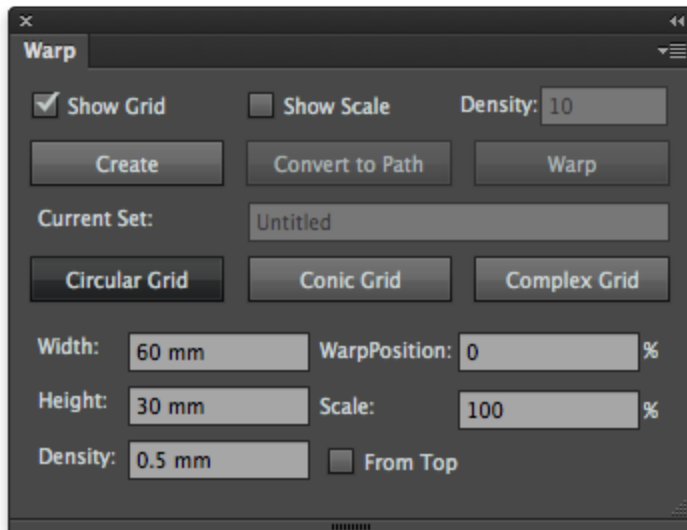 Warp
Show Grid Show Scale Density: 10
Create Convert to Path Warp
Current Set: Untitled
Circular Grid Conic Grid Complex Grid
Width: 60 mm WarpPosition: 0 %
Height: 30 mm Scale: 100 %
Density: 0.5 mm From Top